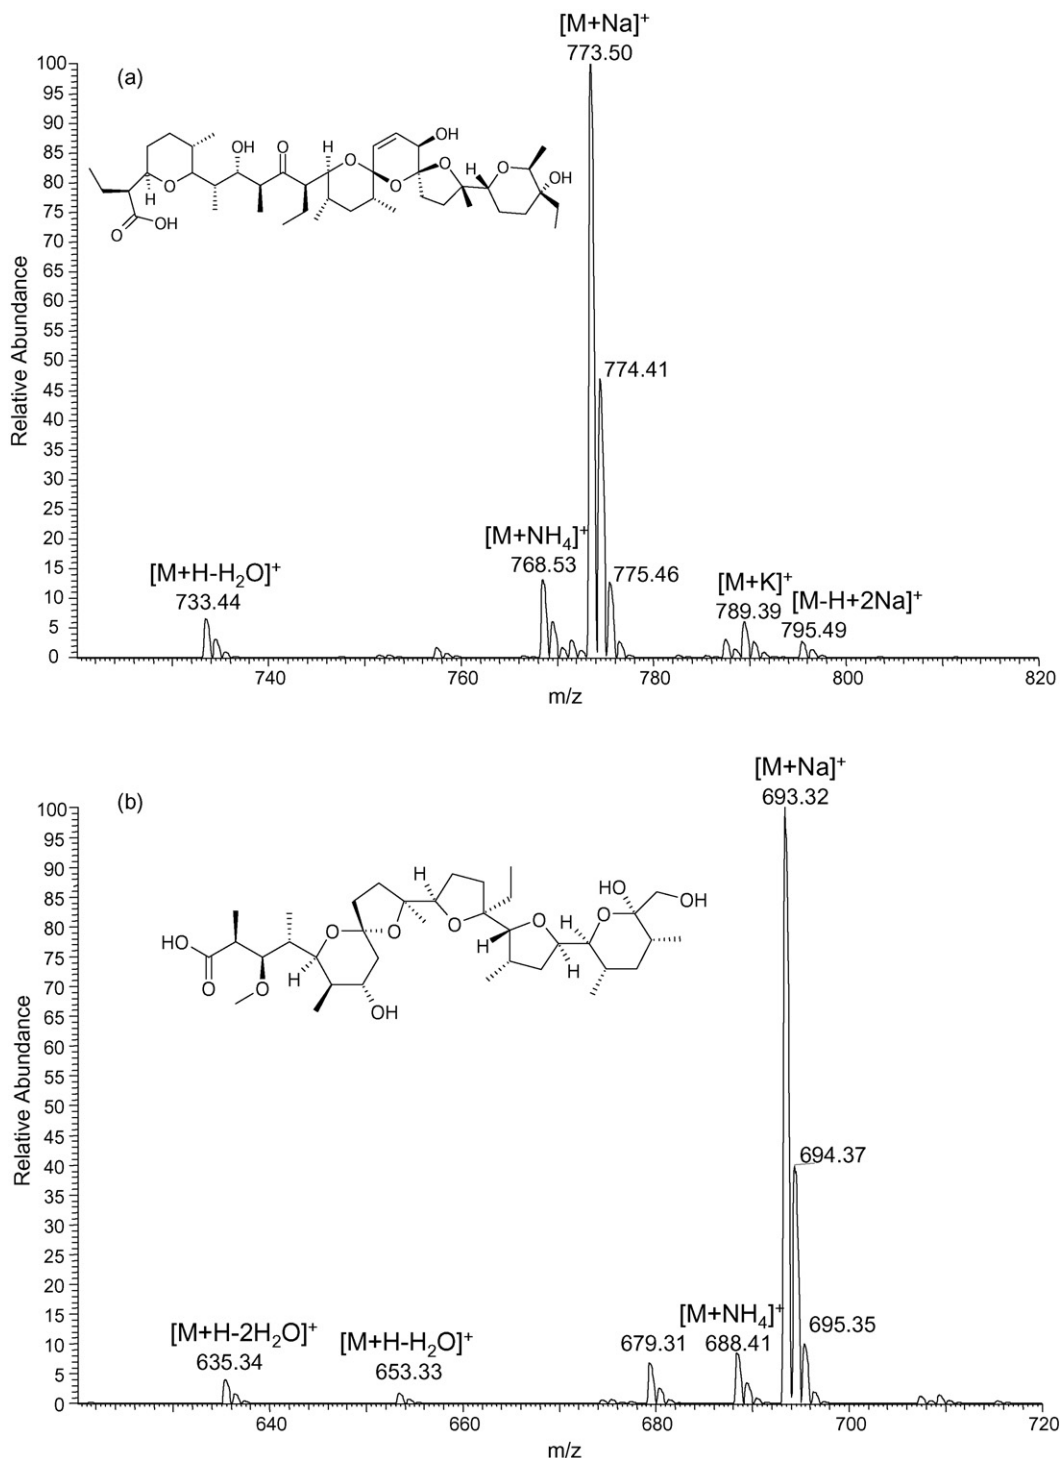 [M+Na]+
773.50
(a)
100
95
90
85
80
75
70
65
60
55
50
45
40
35
30
25
20
15
10
5
0
Relative Abundance
OH
O
O
OH
O
O
H
H
O
OH
O
H
O
O
OH
774.41
[M+NH4]+
768.53
775.46
[M+H-H2O]+
733.44
[M+K]+
789.39
[M-H+2Na]+
795.49
740
760
780
800
820
m/z
[M+Na]+
693.32
(b)
100
95
90
85
80
75
70
65
60
55
50
45
40
35
30
25
20
15
10
5
0
Relative Abundance
H
HO
OH
HO
O
O
O
O
H
O
O
H
H
H
O
OH
694.37
[M+H-2H2O]+
635.34
[M+H-H2O]+
653.33
679.31
[M+NH4]+
688.41
695.35
640
660
680
700
720
m/z